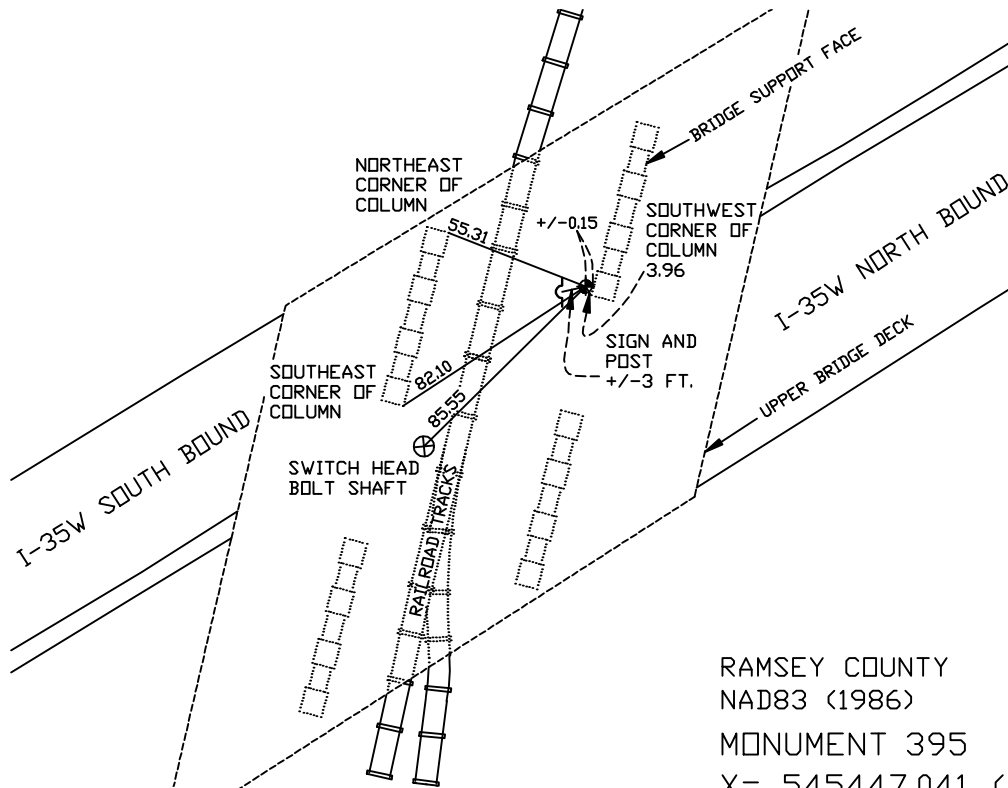 BRIDGE SUPPORT FACE
NORTHEAST
CORNER OF
COLUMN
55.31
+/-0.15
SOUTHWEST
CORNER OF
COLUMN
3.96
I-35W NORTH BOUND
SIGN AND
POST
+/-3 FT.
UPPER BRIDGE DECK
SOUTHEAST
CORNER OF
COLUMN
82.10
85.55
SWITCH HEAD
BOLT SHAFT
I-35W SOUTH BOUND
RAILROAD TRACKS
RAMSEY COUNTY
NAD83 (1986)
MONUMENT 395
X= 545447.041 (